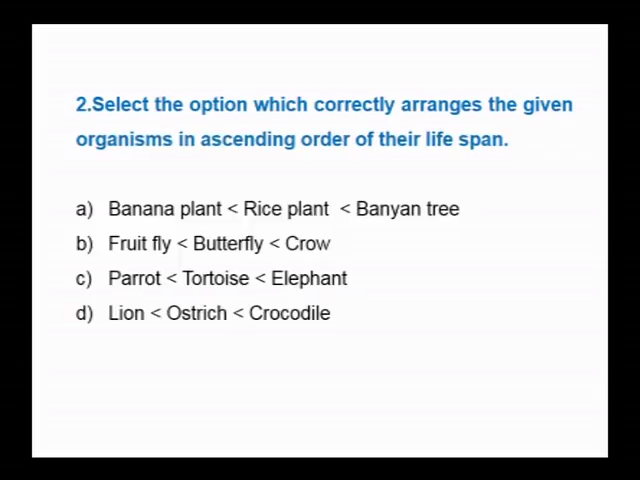 2.Select the option which correctly arranges the given
organisms in ascending order of their life span.
a) Banana plant < Rice plant < Banyan tree
b) Fruit fly < Butterfly < Crow
c) Parrot < Tortoise < Elephant
d) Lion < Ostrich < Crocodile